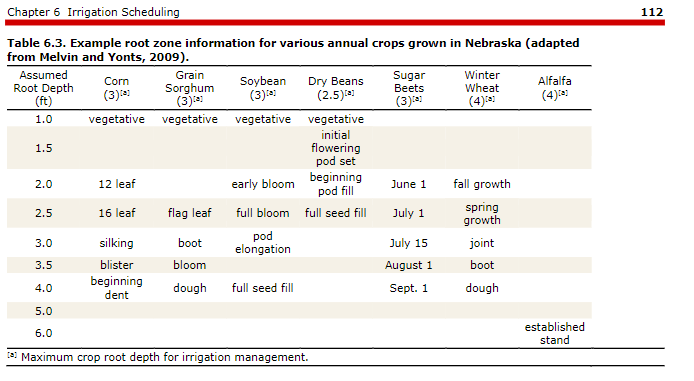 Chapter 6 Irrigation Scheduling 112
Table 6.3. Example root zone information for various annual crops grown in Nebraska (adapted
from Melvin and Yonts, 2009).
Assumed Root Depth (ft) Corn (3)[a] Grain Sorghum (3)[a] Soybean (3)[a] Dry Beans (2.5)[a] Sugar Beets (3)[a] Winter Wheat (4)[a] Alfalfa (4)[a]
1.0 vegetative vegetative vegetative vegetative
1.5 initial flowering pod set
2.0 12 leaf early bloom beginning pod fill June 1 fall growth
2.5 16 leaf flag leaf full bloom full seed fill July 1 spring growth
3.0 silking boot pod elongation July 15 joint
3.5 blister bloom August 1 boot
4.0 beginning dent dough full seed fill Sept. 1 dough
5.0
6.0 established stand
[a] Maximum crop root depth for irrigation management.